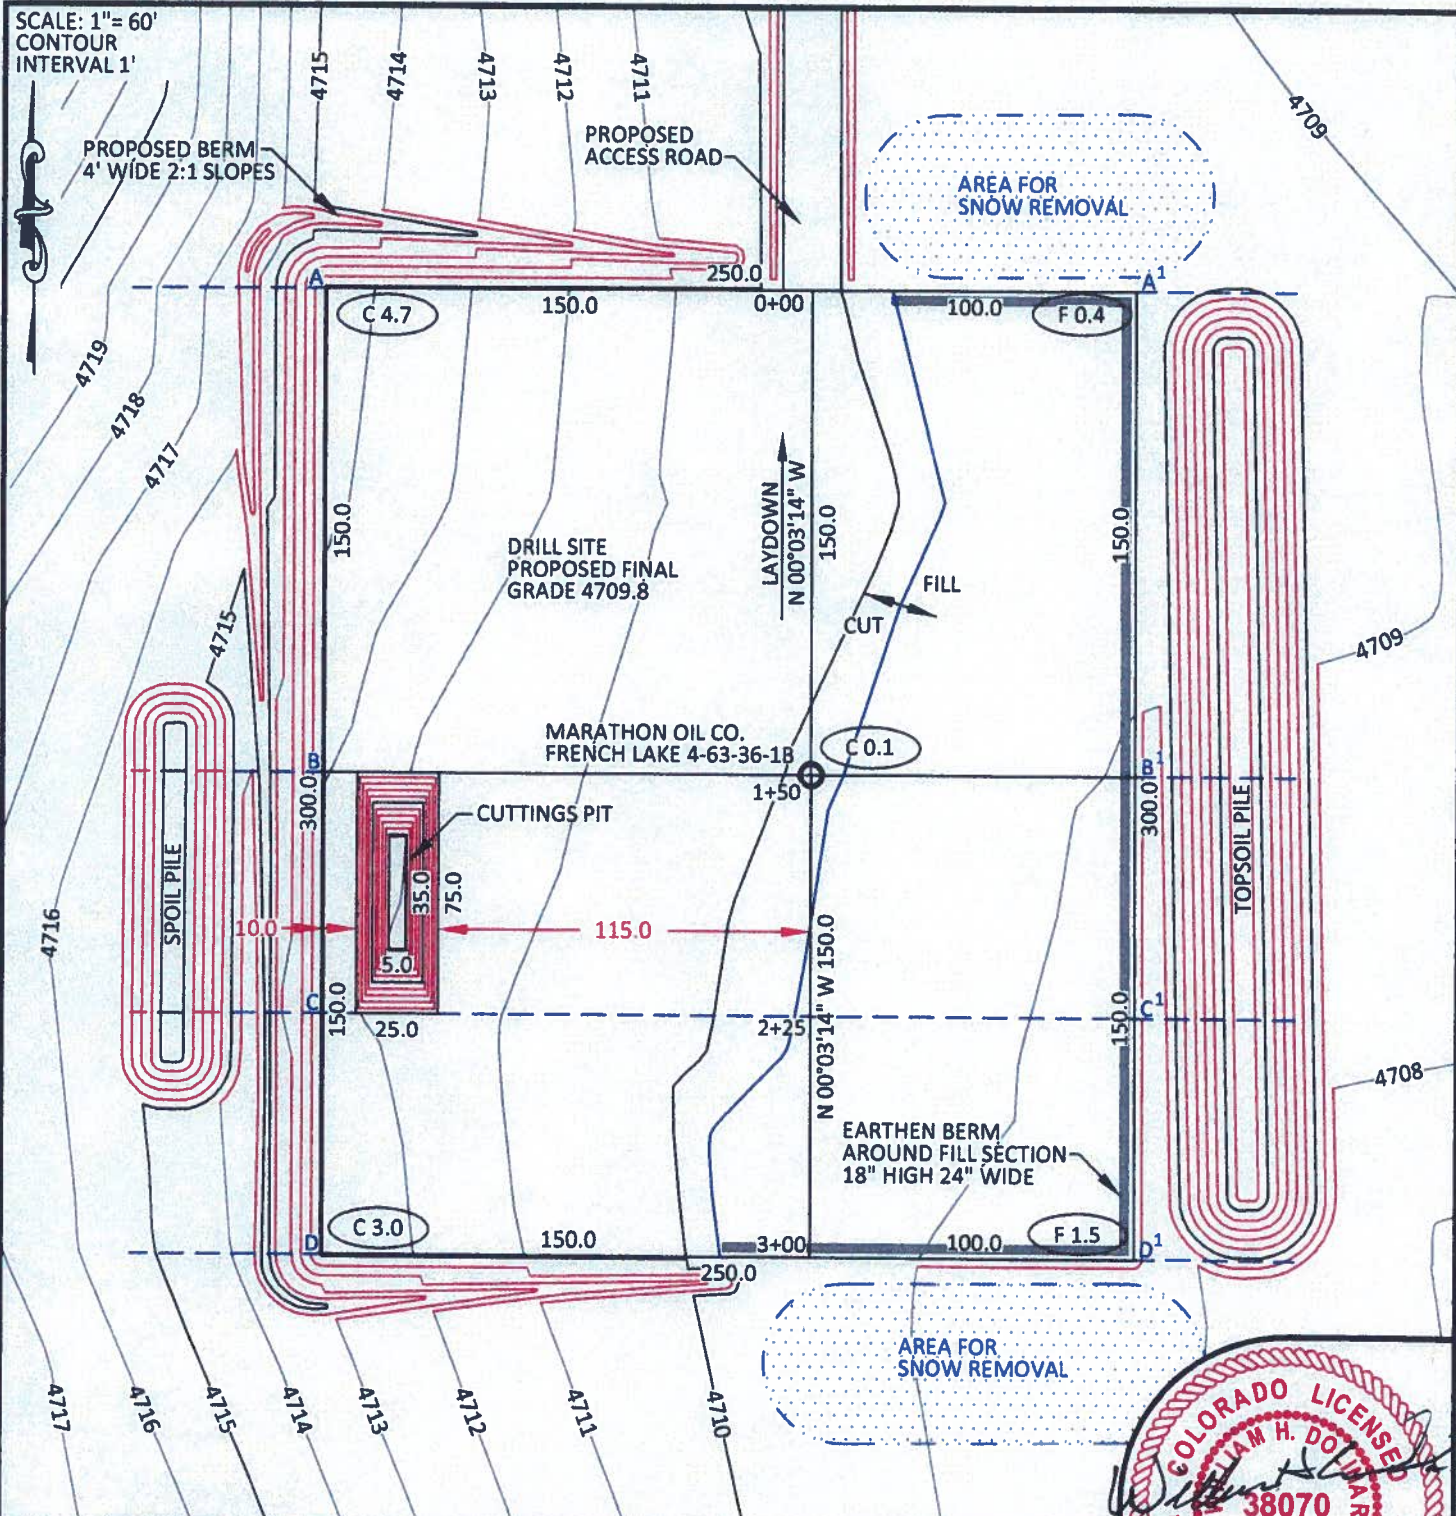 SCALE: 1"= 60'
CONTOUR
INTERVAL 1'
4715
4714
4713
4712
4711
4709
PROPOSED BERM
4' WIDE 2:1 SLOPES
PROPOSED
ACCESS ROAD
AREA FOR
SNOW REMOVAL
A
250.0
A1
C 4.7
150.0
0+00
100.0
F 0.4
4719
4718
4717
150.0
LAYDOWN
N 00°03'14" W
150.0
150.0
DRILL SITE
PROPOSED FINAL
GRADE 4709.8
FILL
CUT
4715
4709
MARATHON OIL CO.
FRENCH LAKE 4-63-36-1B
C 0.1
B
B1
1+50
300.0
300.0
CUTTINGS PIT
SPOIL PILE
TOPSOIL PILE
35.0
75.0
4716
10.0
115.0
5.0
N 00°03'14" W 150.0
C
C1
150.0
25.0
2+25
150.0
4708
EARTHEN BERM
AROUND FILL SECTION
18" HIGH 24" WIDE
C 3.0
150.0
3+00
100.0
F 1.5
D
D1
250.0
AREA FOR
SNOW REMOVAL
4717
4716
4715
4714
4713
4712
4711
4710
COLORADO LICENSED
H.
38070